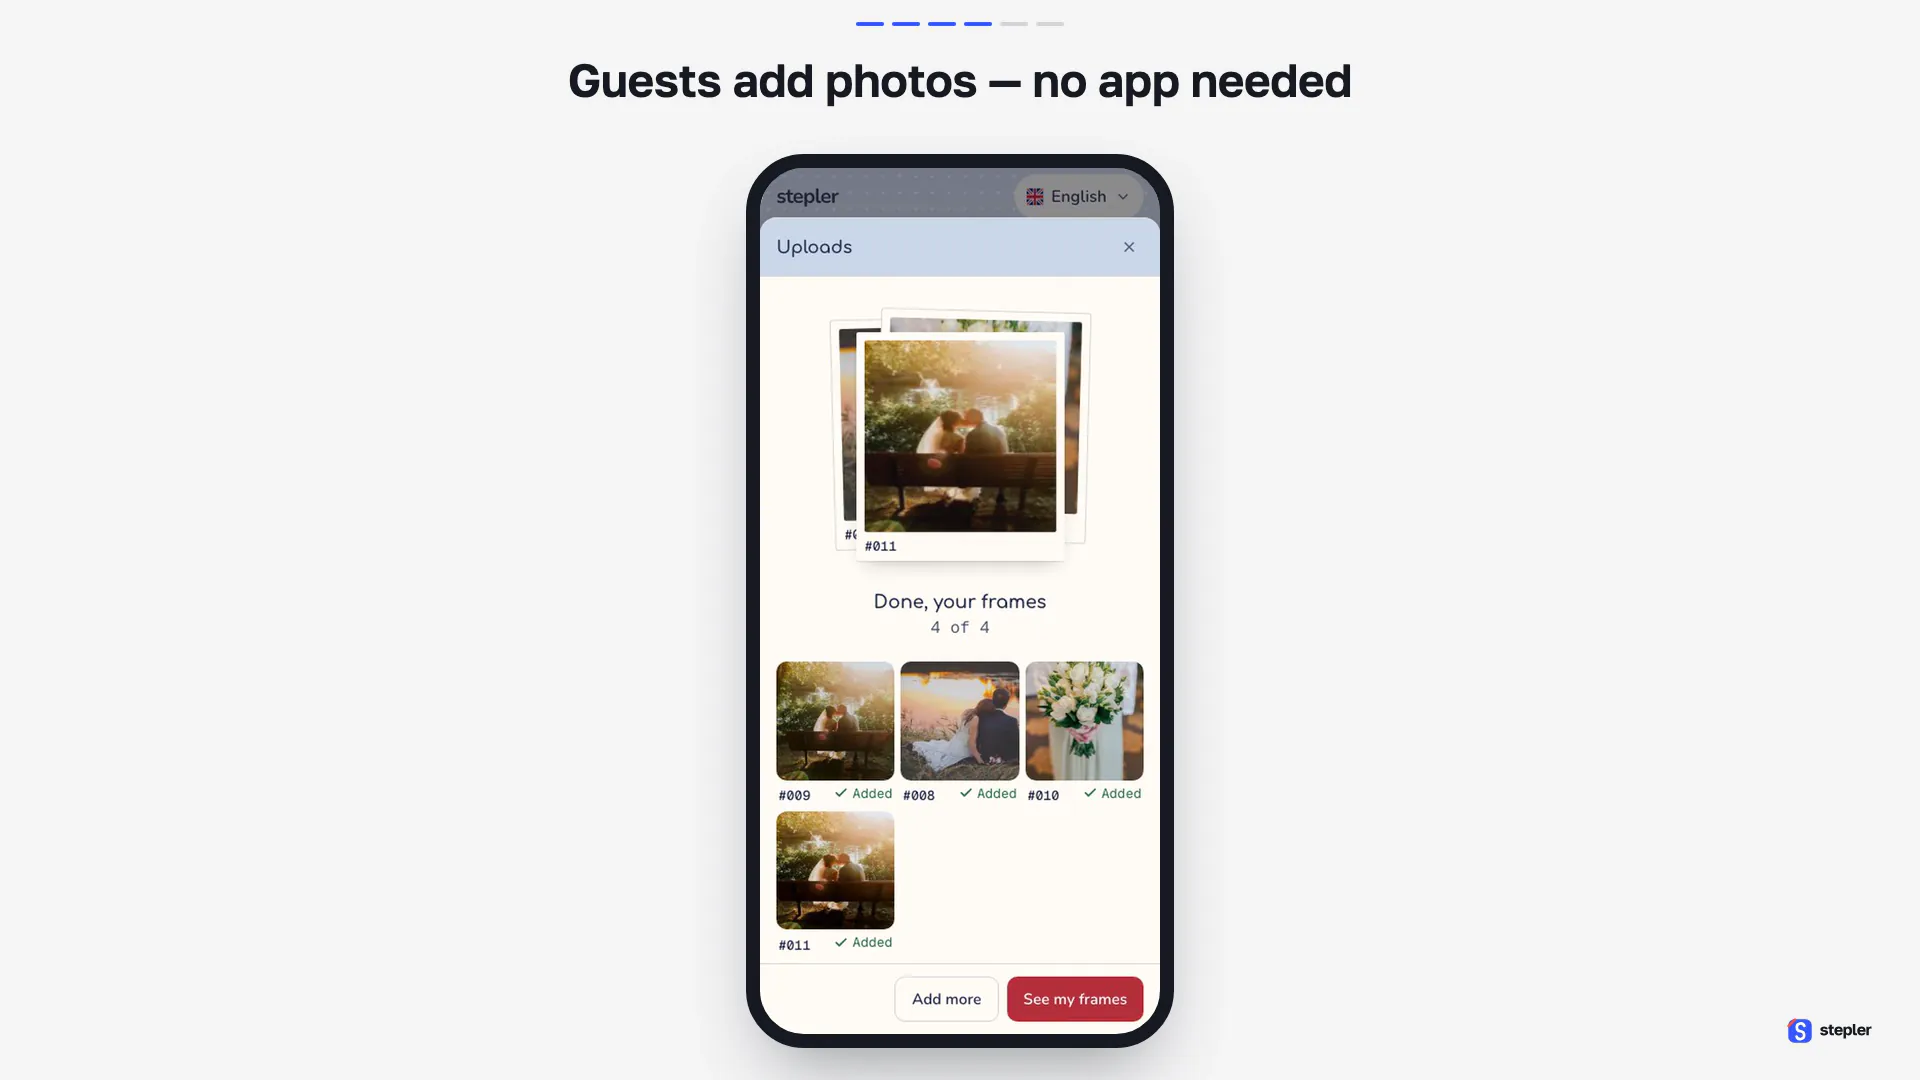 Guests add photos — no app needed
stepler
English
Uploads
#0
#011
Done, your frames
4 of 4
#009 Added #008 Added #010 Added
#011 Added
Add more See my frames
stepler